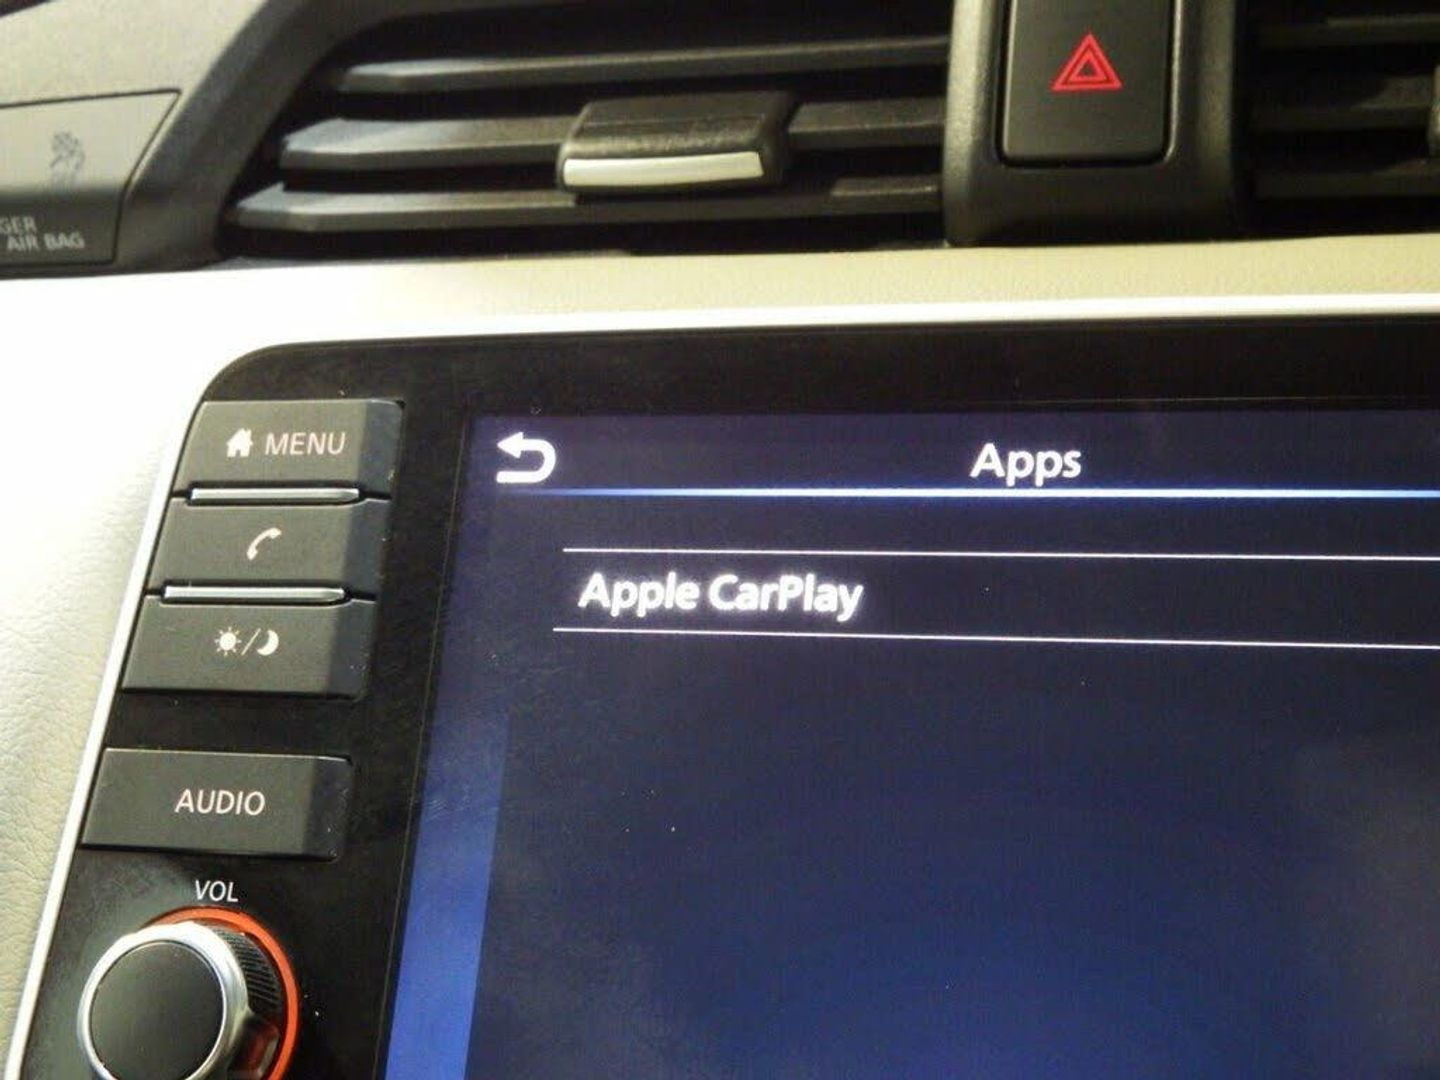 GER
AIR BAG
MENU
Apps
Apple CarPlay
AUDIO
VOL